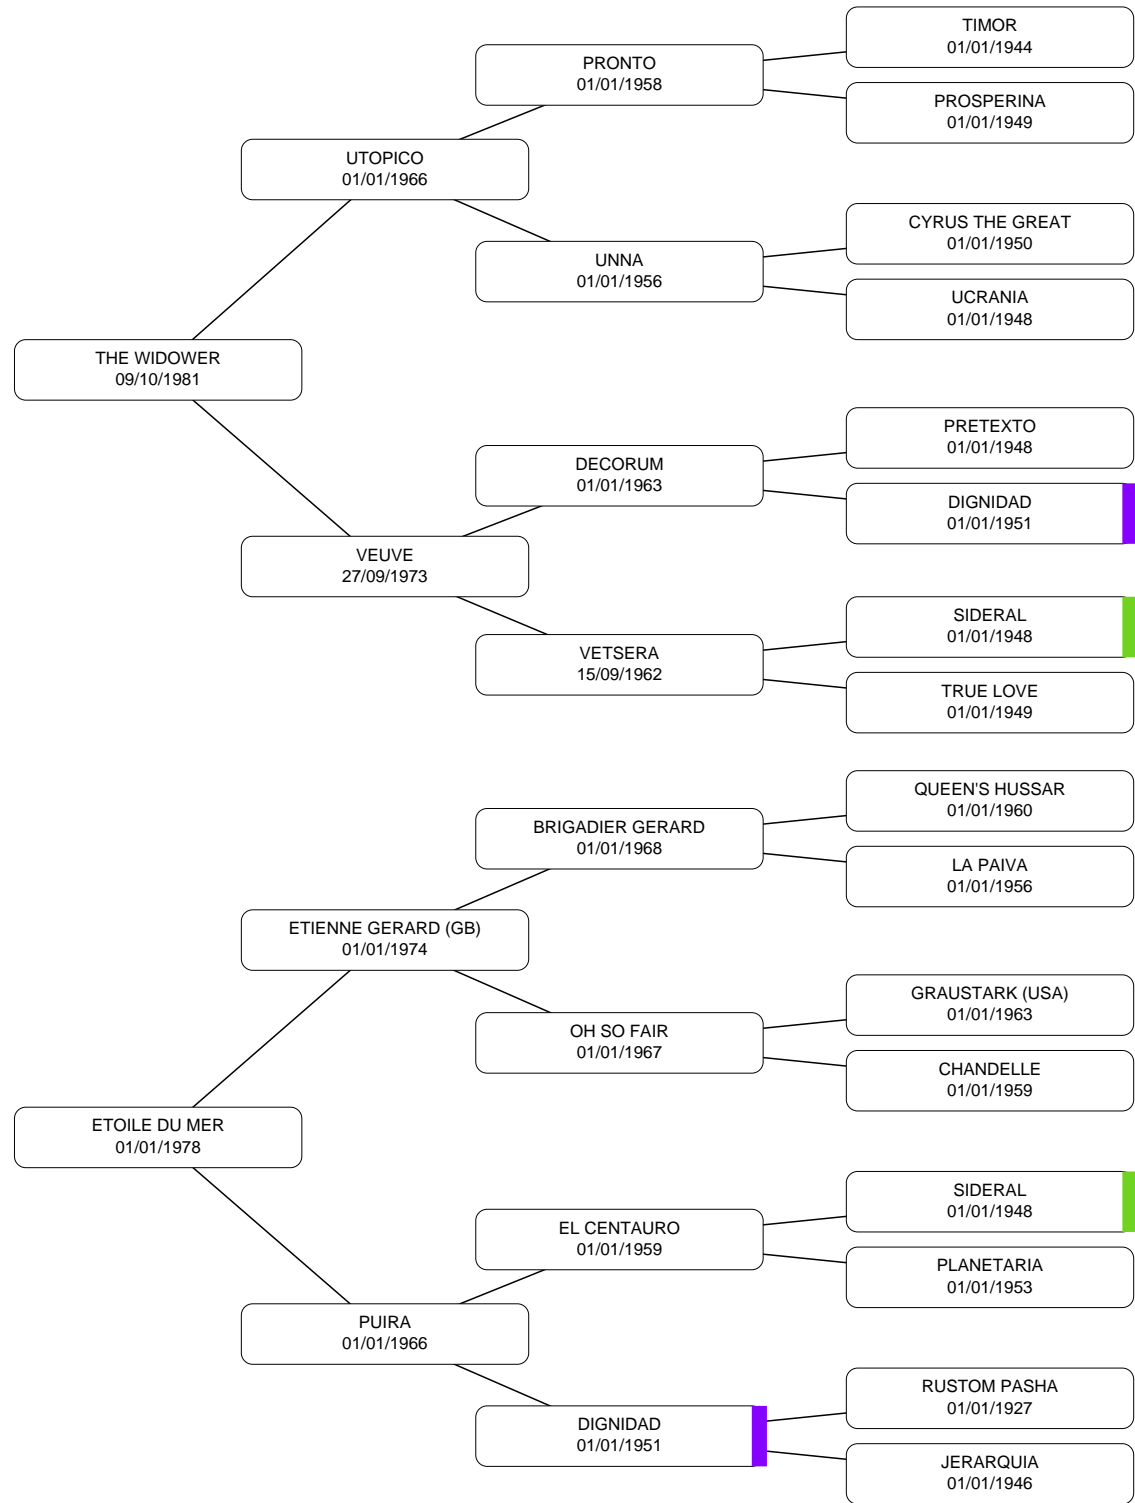 TIMOR
01/01/1944
PRONTO
01/01/1958
PROSPERINA
01/01/1949
UTOPICO
01/01/1966
CYRUS THE GREAT
01/01/1950
UNNA
01/01/1956
UCRANIA
01/01/1948
THE WIDOWER
09/10/1981
PRETEXTO
01/01/1948
DECORUM
01/01/1963
DIGNIDAD
01/01/1951
VEUVE
27/09/1973
SIDERAL
01/01/1948
VETSERA
15/09/1962
TRUE LOVE
01/01/1949
QUEEN'S HUSSAR
01/01/1960
BRIGADIER GERARD
01/01/1968
LA PAIVA
01/01/1956
ETIENNE GERARD (GB)
01/01/1974
GRAUSTARK (USA)
01/01/1963
OH SO FAIR
01/01/1967
CHANDELLE
01/01/1959
ETOILE DU MER
01/01/1978
SIDERAL
01/01/1948
EL CENTAURO
01/01/1959
PLANETARIA
01/01/1953
PUIRA
01/01/1966
RUSTOM PASHA
01/01/1927
DIGNIDAD
01/01/1951
JERARQUIA
01/01/1946